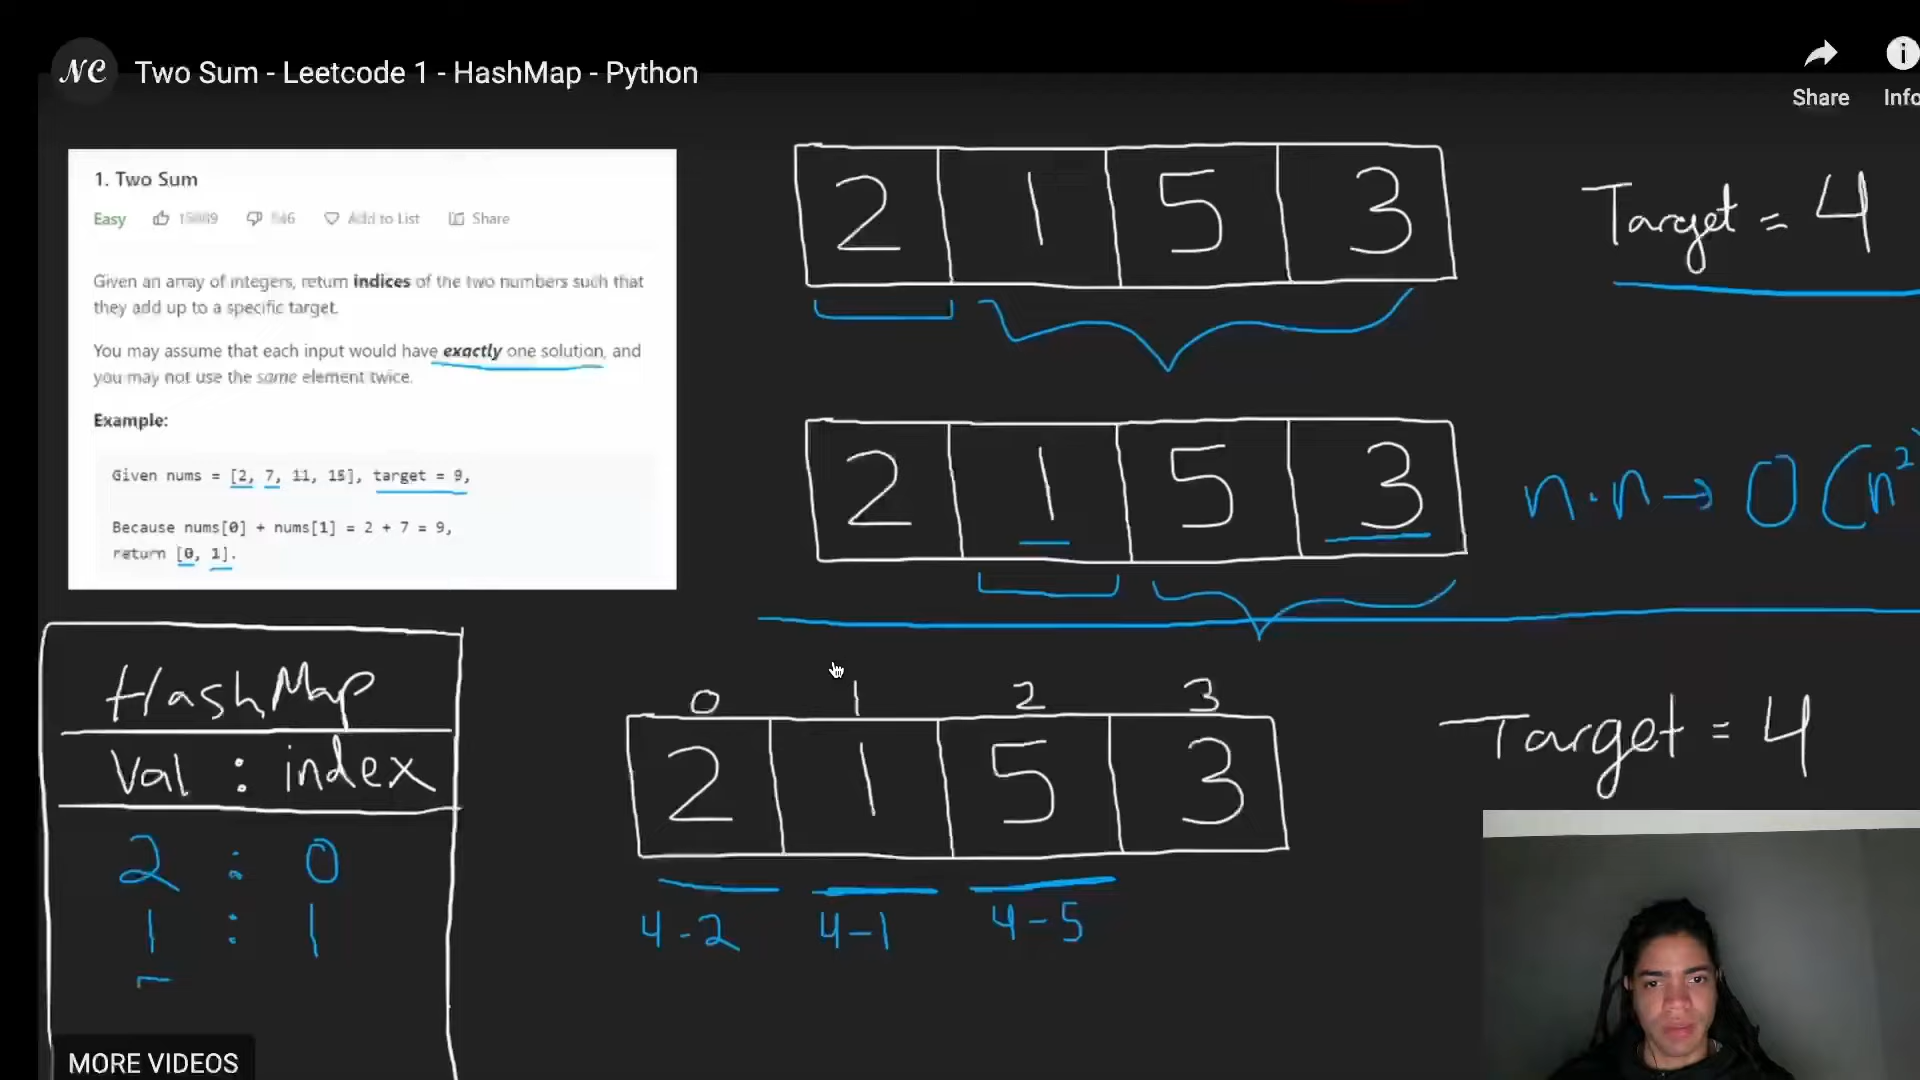 NC
Two Sum - Leetcode 1 - HashMap - Python
Share
Info
1. Two Sum
Easy Add to List Share
Given an array of integers, return indices of the two numbers such that
they add up to a specific target.
You may assume that each input would have exactly one solution, and
you may not use the same element twice.
Example:
Given nums = [2, 7, 11, 15], target = 9,
Because nums[0] + nums[1] = 2 + 7 = 9,
return [0, 1].
2 1 5 3
Target = 4
2 1 5 3
n·n→ O(n²)
HashMap
Val : index
2 : 0
1 : 1
0 1 2 3
2 1 5 3
Target = 4
4-2 4-1 4-5
MORE VIDEOS